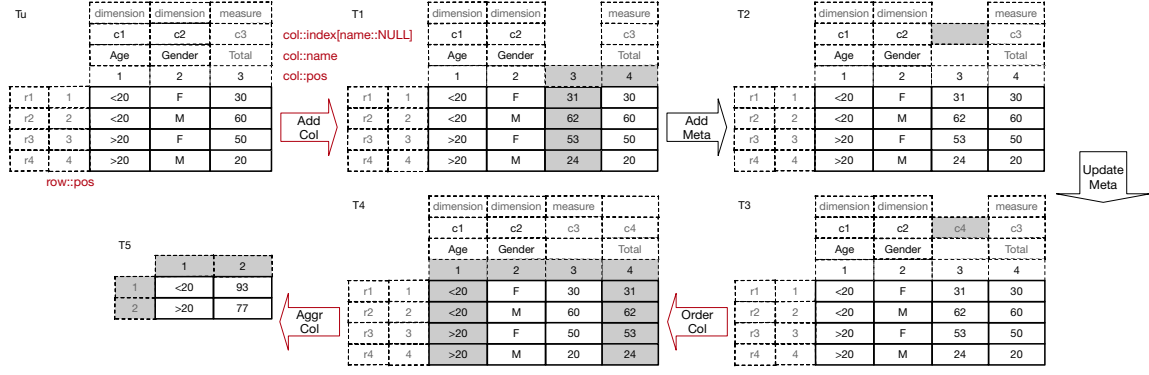 Tu
dimension dimension measure
c1 c2 c3
Age Gender Total
1 2 3
r1 1 <20 F 30
r2 2 <20 M 60
r3 3 >20 F 50
r4 4 >20 M 20
row::pos
col::index[name::NULL]
col::name
col::pos
Add
Col
T1
dimension dimension measure
c1 c2 c3
Age Gender Total
1 2 3 4
r1 1 <20 F 31 30
r2 2 <20 M 62 60
r3 3 >20 F 53 50
r4 4 >20 M 24 20
Add
Meta
T2
dimension dimension measure
c1 c2 c3
Age Gender Total
1 2 3 4
r1 1 <20 F 31 30
r2 2 <20 M 62 60
r3 3 >20 F 53 50
r4 4 >20 M 24 20
Update
Meta
T3
dimension dimension measure
c1 c2 c4 c3
Age Gender Total
1 2 3 4
r1 1 <20 F 31 30
r2 2 <20 M 62 60
r3 3 >20 F 53 50
r4 4 >20 M 24 20
Order
Col
T4
dimension dimension measure
c1 c2 c3 c4
Age Gender Total
1 2 3 4
r1 1 <20 F 30 31
r2 2 <20 M 60 62
r3 3 >20 F 50 53
r4 4 >20 M 20 24
Aggr
Col
T5
1 2
1 <20 93
2 >20 77